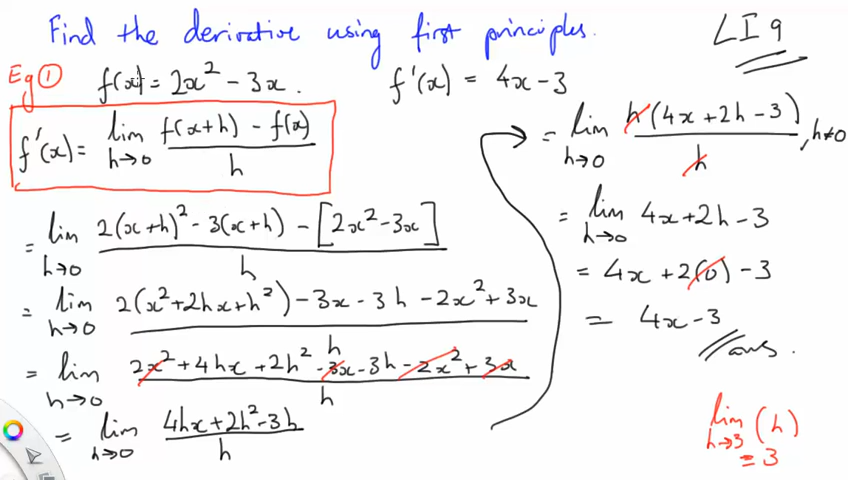 Find the derivative using first principles.
LI 9
Eg ① f(x) = 2x² - 3x. f'(x) = 4x - 3
f'(x) = lim h→0 (f(x+h) - f(x))/h
= lim h→0 (2(x+h)² - 3(x+h) - [2x² - 3x])/h
= lim h→0 (2(x² + 2hx + h²) - 3x - 3h - 2x² + 3x)/h
= lim h→0 (2x² + 4hx + 2h² - 3x - 3h - 2x² + 3x)/h
= lim h→0 (4hx + 2h² - 3h)/h
= lim h→0 (h(4x + 2h - 3))/h , h≠0
= lim h→0 4x + 2h - 3
= 4x + 2(0) - 3
= 4x - 3
ans.
lim h→3 (h)
= 3